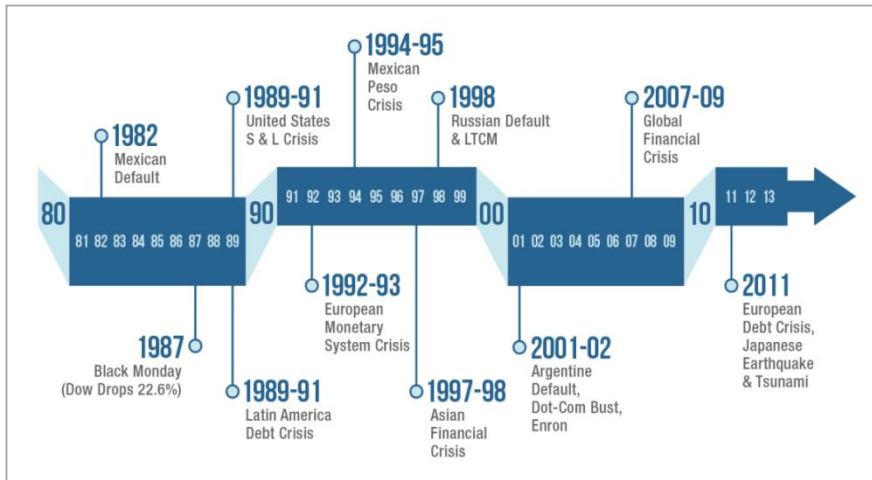 1994-95
Mexican
Peso
Crisis
1989-91
United States
S & L Crisis
1998
Russian Default
& LTCM
2007-09
Global
Financial
Crisis
1982
Mexican
Default
80
81 82 83 84 85 86 87 88 89
90
91 92 93 94 95 96 97 98 99
00
01 02 03 04 05 06 07 08 09
10
11 12 13
1987
Black Monday
(Dow Drops 22.6%)
1989-91
Latin America
Debt Crisis
1992-93
European
Monetary
System Crisis
1997-98
Asian
Financial
Crisis
2001-02
Argentine
Default,
Dot-Com Bust,
Enron
2011
European
Debt Crisis,
Japanese
Earthquake
& Tsunami